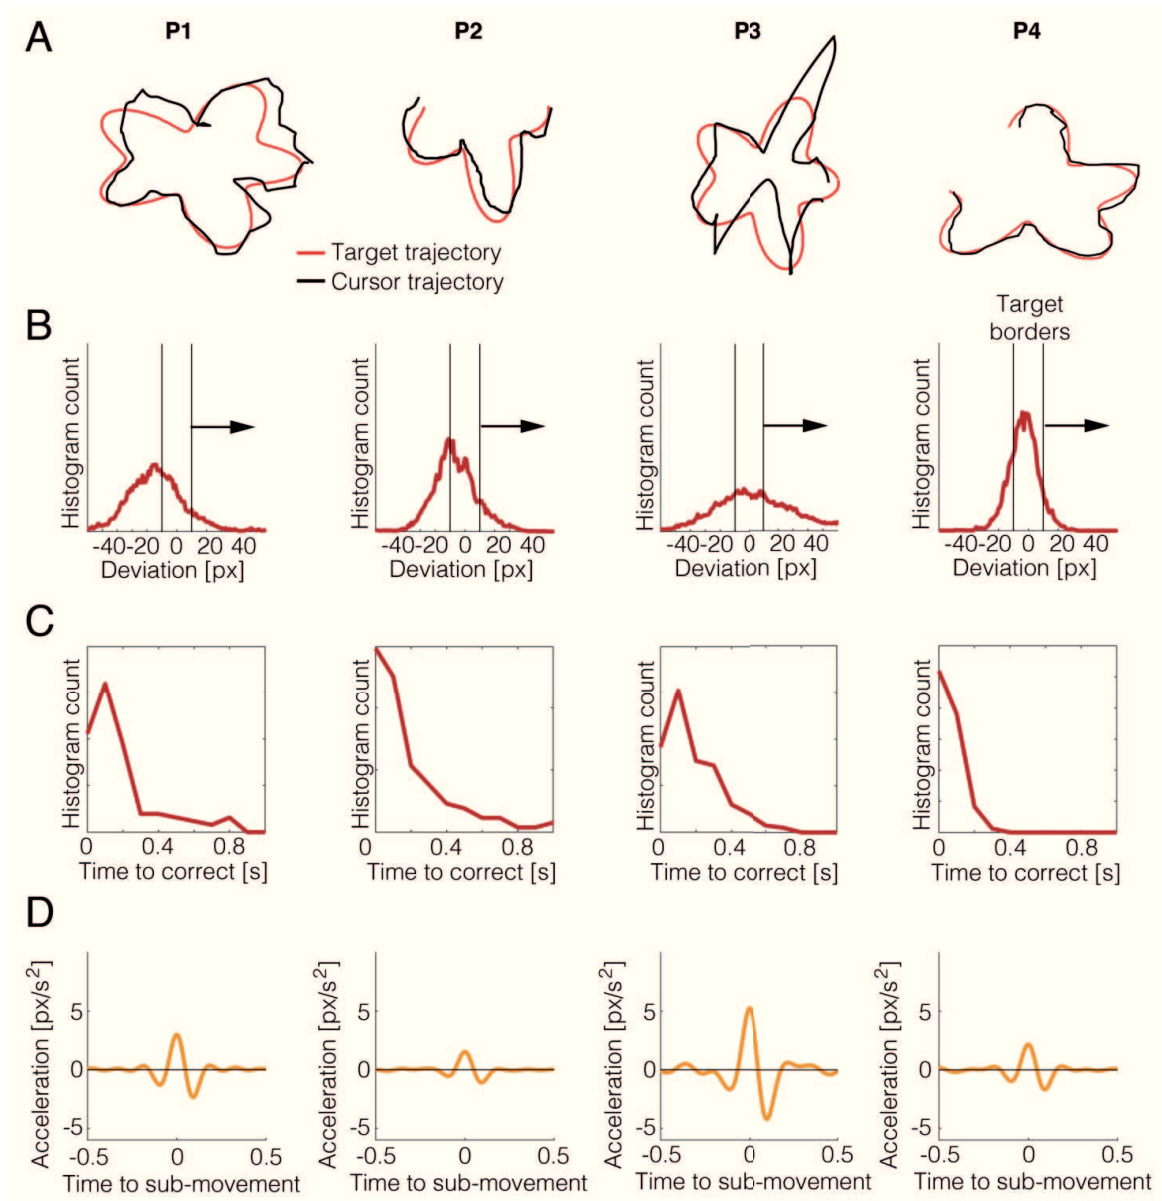 A
P1
P2
P3
P4
Target trajectory
Cursor trajectory
B
Target
borders
Histogram count
Histogram count
Histogram count
Histogram count
-40-20 0 20 40
-40-20 0 20 40
-40-20 0 20 40
-40-20 0 20 40
Deviation [px]
Deviation [px]
Deviation [px]
Deviation [px]
C
Histogram count
Histogram count
Histogram count
Histogram count
0 0.4 0.8
0 0.4 0.8
0 0.4 0.8
0 0.4 0.8
Time to correct [s]
Time to correct [s]
Time to correct [s]
Time to correct [s]
D
Acceleration [px/s²]
5
0
-5
Acceleration [px/s²]
5
0
-5
Acceleration [px/s²]
5
0
-5
Acceleration [px/s²]
5
0
-5
-0.5 0 0.5
-0.5 0 0.5
-0.5 0 0.5
-0.5 0 0.5
Time to sub-movement
Time to sub-movement
Time to sub-movement
Time to sub-movement